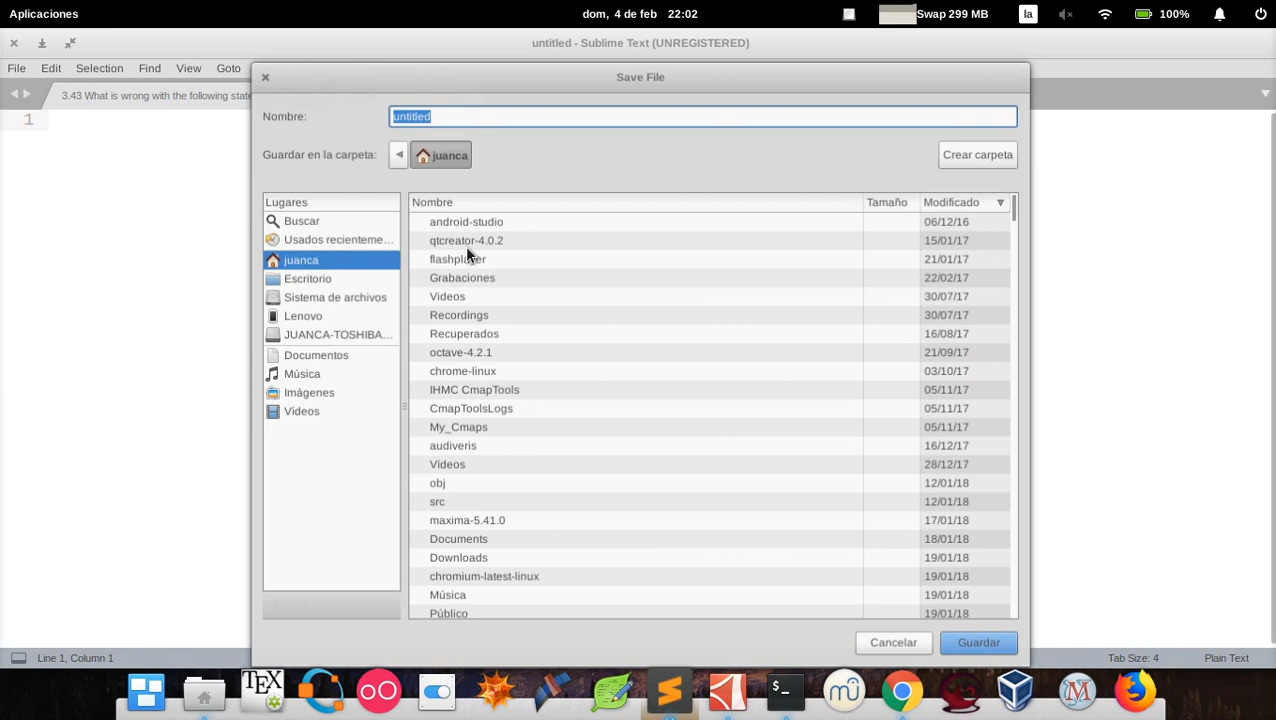 Aplicaciones
dom, 4 de feb 22:02
Swap 299 MB
la
100%
untitled - Sublime Text (UNREGISTERED)
File Edit Selection Find View Goto
3.43 What is wrong with the following state
1
Save File
Nombre: untitled
Guardar en la carpeta: juanca Crear carpeta
Lugares
Buscar
Usados recienteme...
juanca
Escritorio
Sistema de archivos
Lenovo
JUANCA-TOSHIBA...
Documentos
Música
Imágenes
Vídeos
Nombre Tamaño Modificado
android-studio 06/12/16
qtcreator-4.0.2 15/01/17
flashplayer 21/01/17
Grabaciones 22/02/17
Videos 30/07/17
Recordings 30/07/17
Recuperados 16/08/17
octave-4.2.1 21/09/17
chrome-linux 03/10/17
IHMC CmapTools 05/11/17
CmapToolsLogs 05/11/17
My_Cmaps 05/11/17
audiveris 16/12/17
Vídeos 28/12/17
obj 12/01/18
src 12/01/18
maxima-5.41.0 17/01/18
Documents 18/01/18
Downloads 19/01/18
chromium-latest-linux 19/01/18
Música 19/01/18
Público 19/01/18
Cancelar Guardar
Line 1, Column 1
Tab Size: 4
Plain Text
TEX